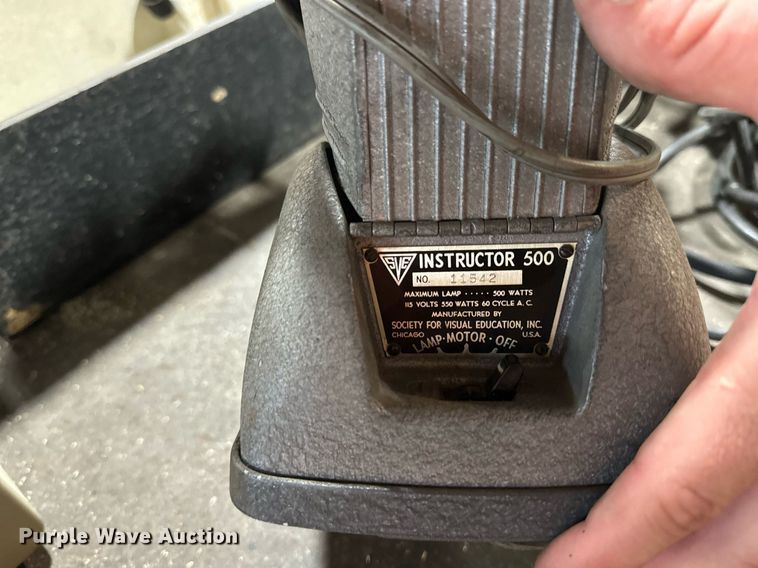 SVE INSTRUCTOR 500
NO. 11542
MAXIMUM LAMP ····· 500 WATTS
115 VOLTS 550 WATTS 60 CYCLE A.C.
MANUFACTURED BY
SOCIETY FOR VISUAL EDUCATION, INC.
CHICAGO U.S.A.
LAMP·MOTOR·OFF
Purple Wave Auction®